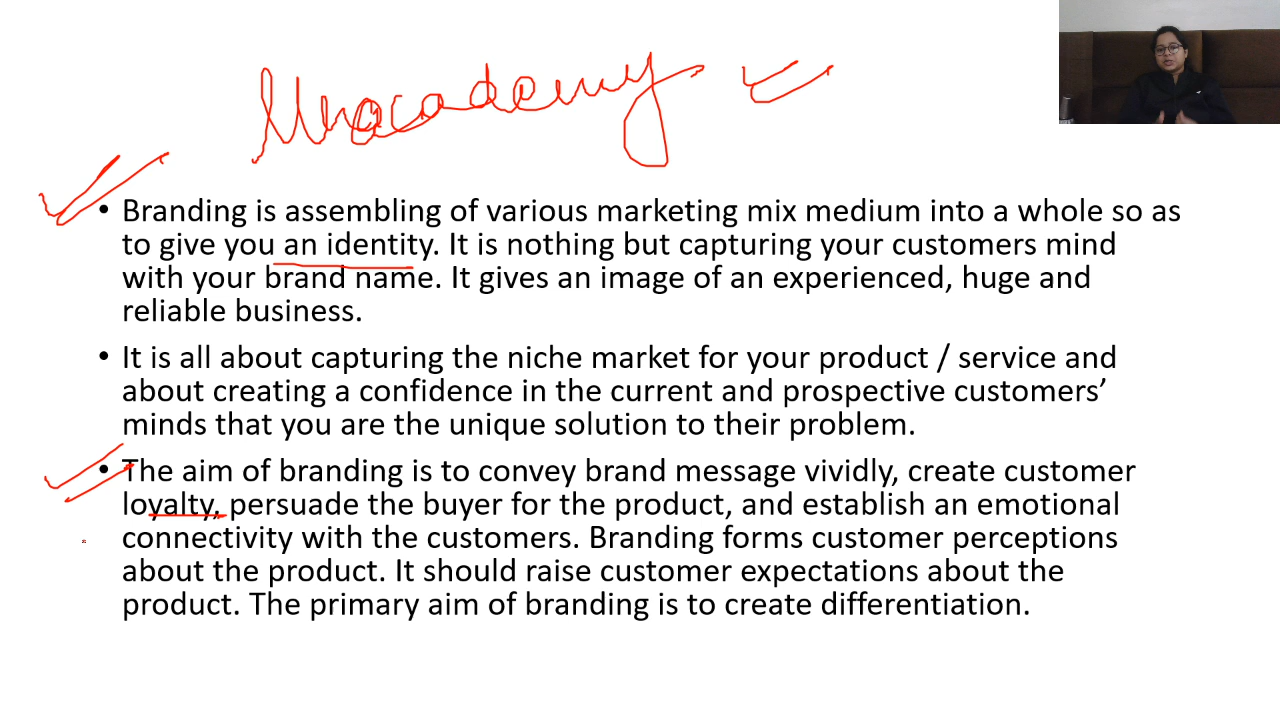 Unacademy
• Branding is assembling of various marketing mix medium into a whole so as
to give you an identity. It is nothing but capturing your customers mind
with your brand name. It gives an image of an experienced, huge and
reliable business.
• It is all about capturing the niche market for your product / service and
about creating a confidence in the current and prospective customers’
minds that you are the unique solution to their problem.
• The aim of branding is to convey brand message vividly, create customer
loyalty, persuade the buyer for the product, and establish an emotional
connectivity with the customers. Branding forms customer perceptions
about the product. It should raise customer expectations about the
product. The primary aim of branding is to create differentiation.